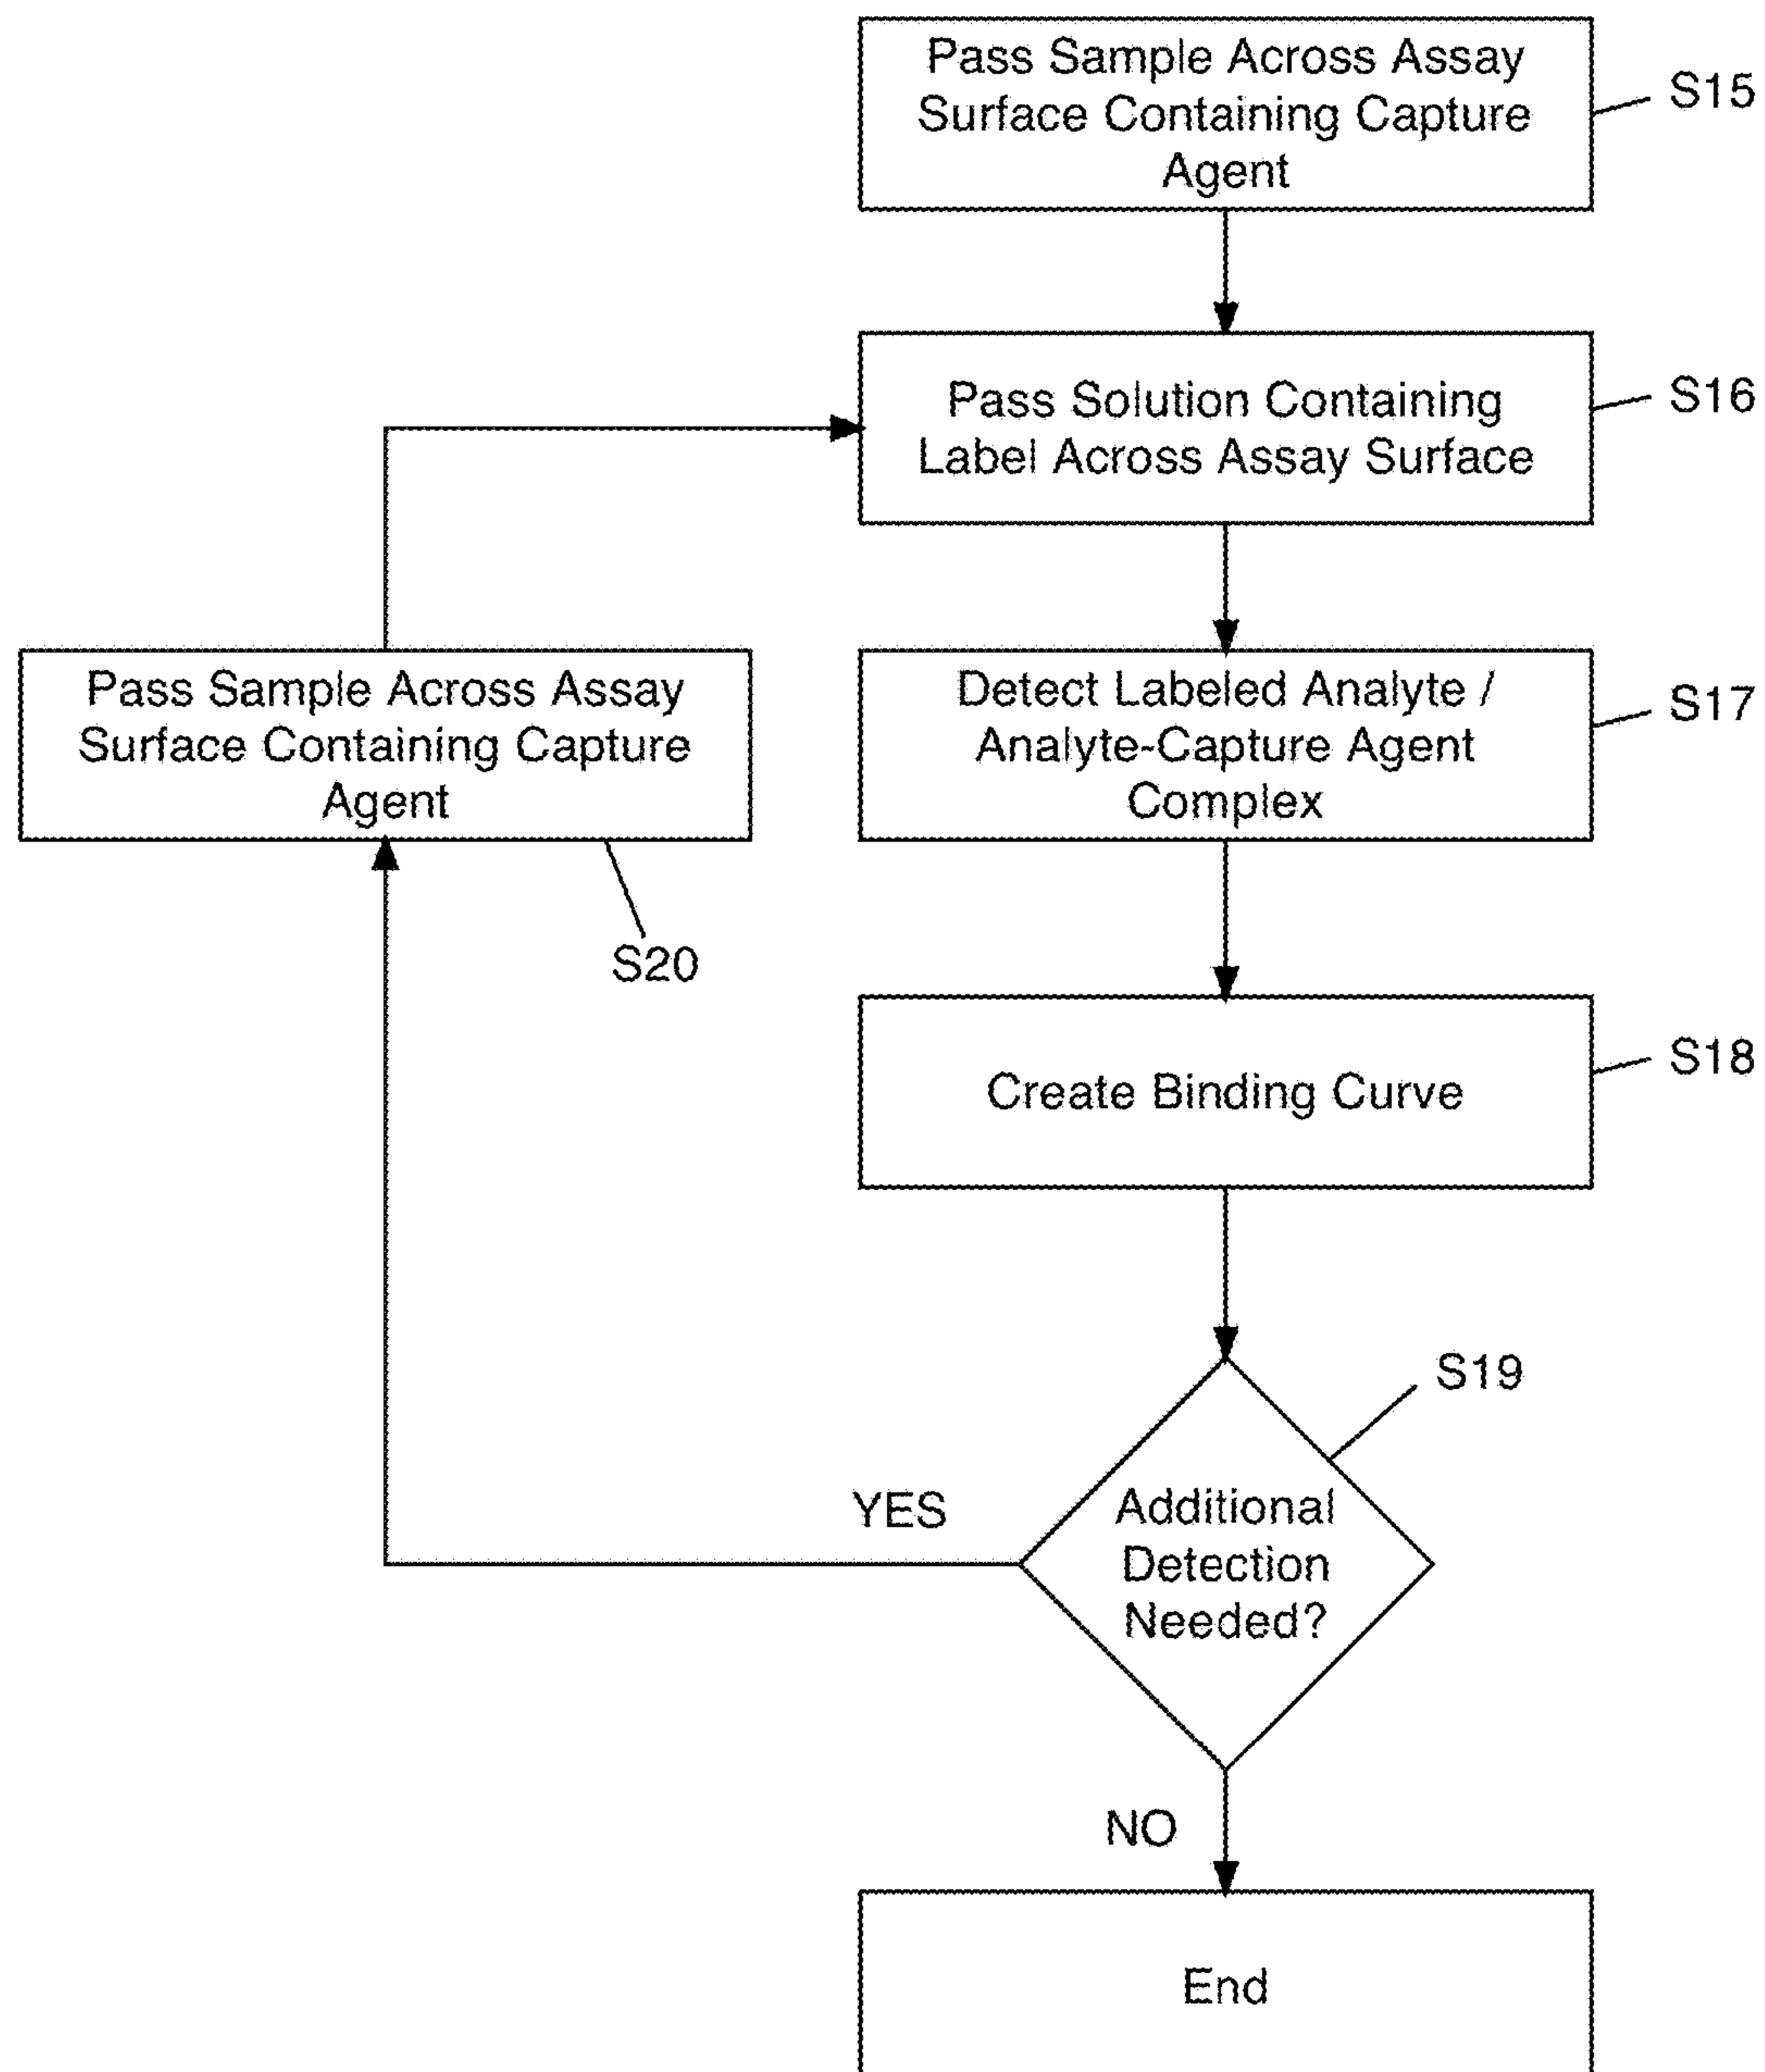 Pass Sample Across Assay
Surface Containing Capture
Agent
S15
Pass Solution Containing
Label Across Assay Surface
S16
Pass Sample Across Assay
Surface Containing Capture
Agent
S20
Detect Labeled Analyte /
Analyte-Capture Agent
Complex
S17
Create Binding Curve
S18
S19
YES
Additional
Detection
Needed?
NO
End